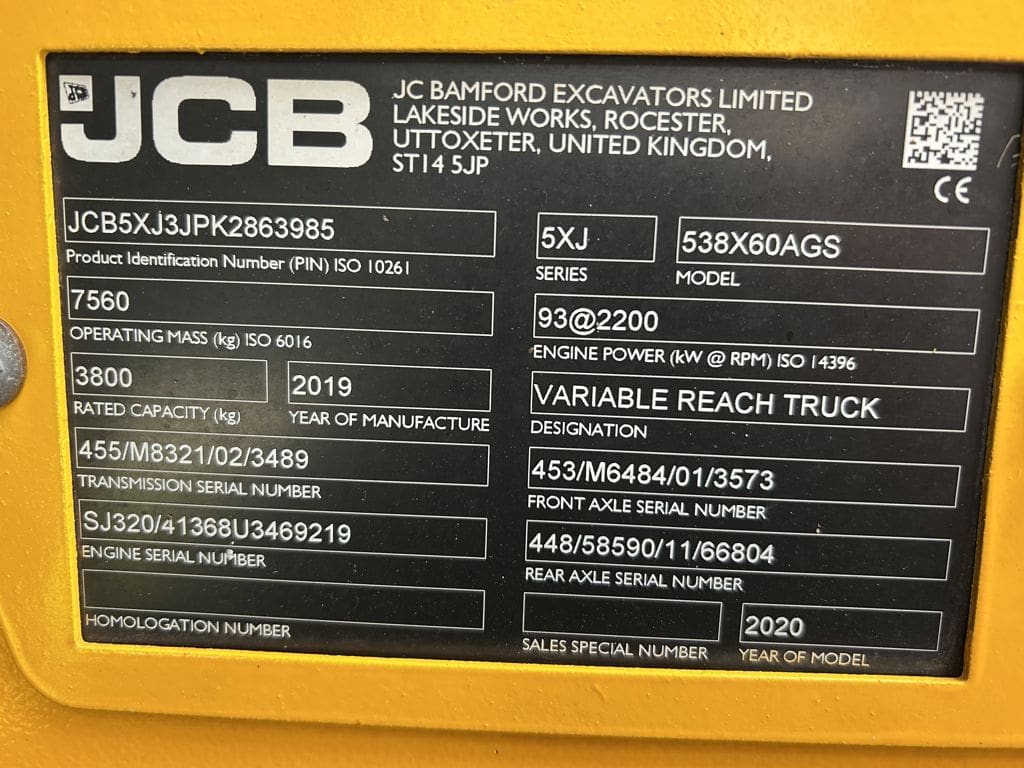 JCB
JC BAMFORD EXCAVATORS LIMITED
LAKESIDE WORKS, ROCESTER,
UTTOXETER, UNITED KINGDOM,
ST14 5JP
CE
JCB5XJ3JPK2863985
Product Identification Number (PIN) ISO 10261
5XJ
SERIES
538X60AGS
MODEL
7560
OPERATING MASS (kg) ISO 6016
93@2200
ENGINE POWER (kW @ RPM) ISO 14396
3800
RATED CAPACITY (kg)
2019
YEAR OF MANUFACTURE
VARIABLE REACH TRUCK
DESIGNATION
455/M8321/02/3489
TRANSMISSION SERIAL NUMBER
453/M6484/01/3573
FRONT AXLE SERIAL NUMBER
SJ320/41368U3469219
ENGINE SERIAL NUMBER
448/58590/11/66804
REAR AXLE SERIAL NUMBER
HOMOLOGATION NUMBER
SALES SPECIAL NUMBER
2020
YEAR OF MODEL